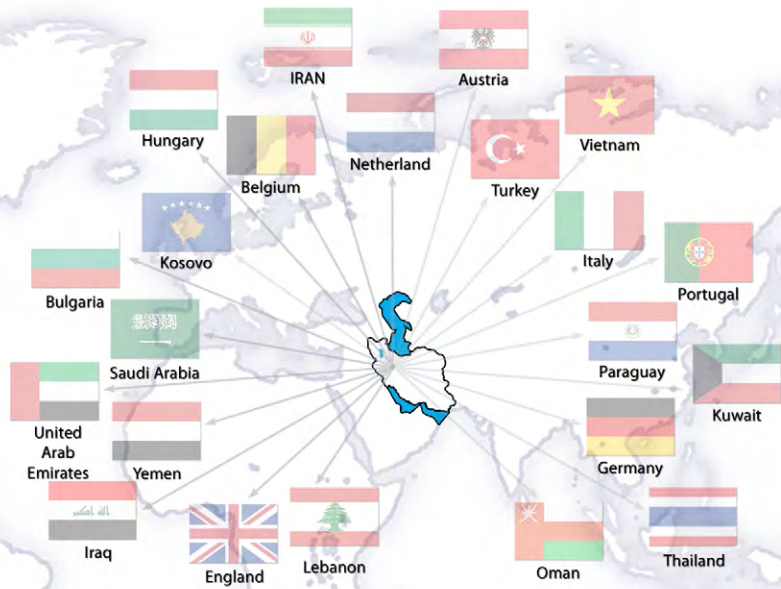 IRAN
Austria
Hungary
Belgium
Netherland
Turkey
Vietnam
Kosovo
Italy
Bulgaria
Portugal
Saudi Arabia
Paraguay
Kuwait
United
Arab
Emirates
Yemen
Germany
Iraq
England
Lebanon
Oman
Thailand